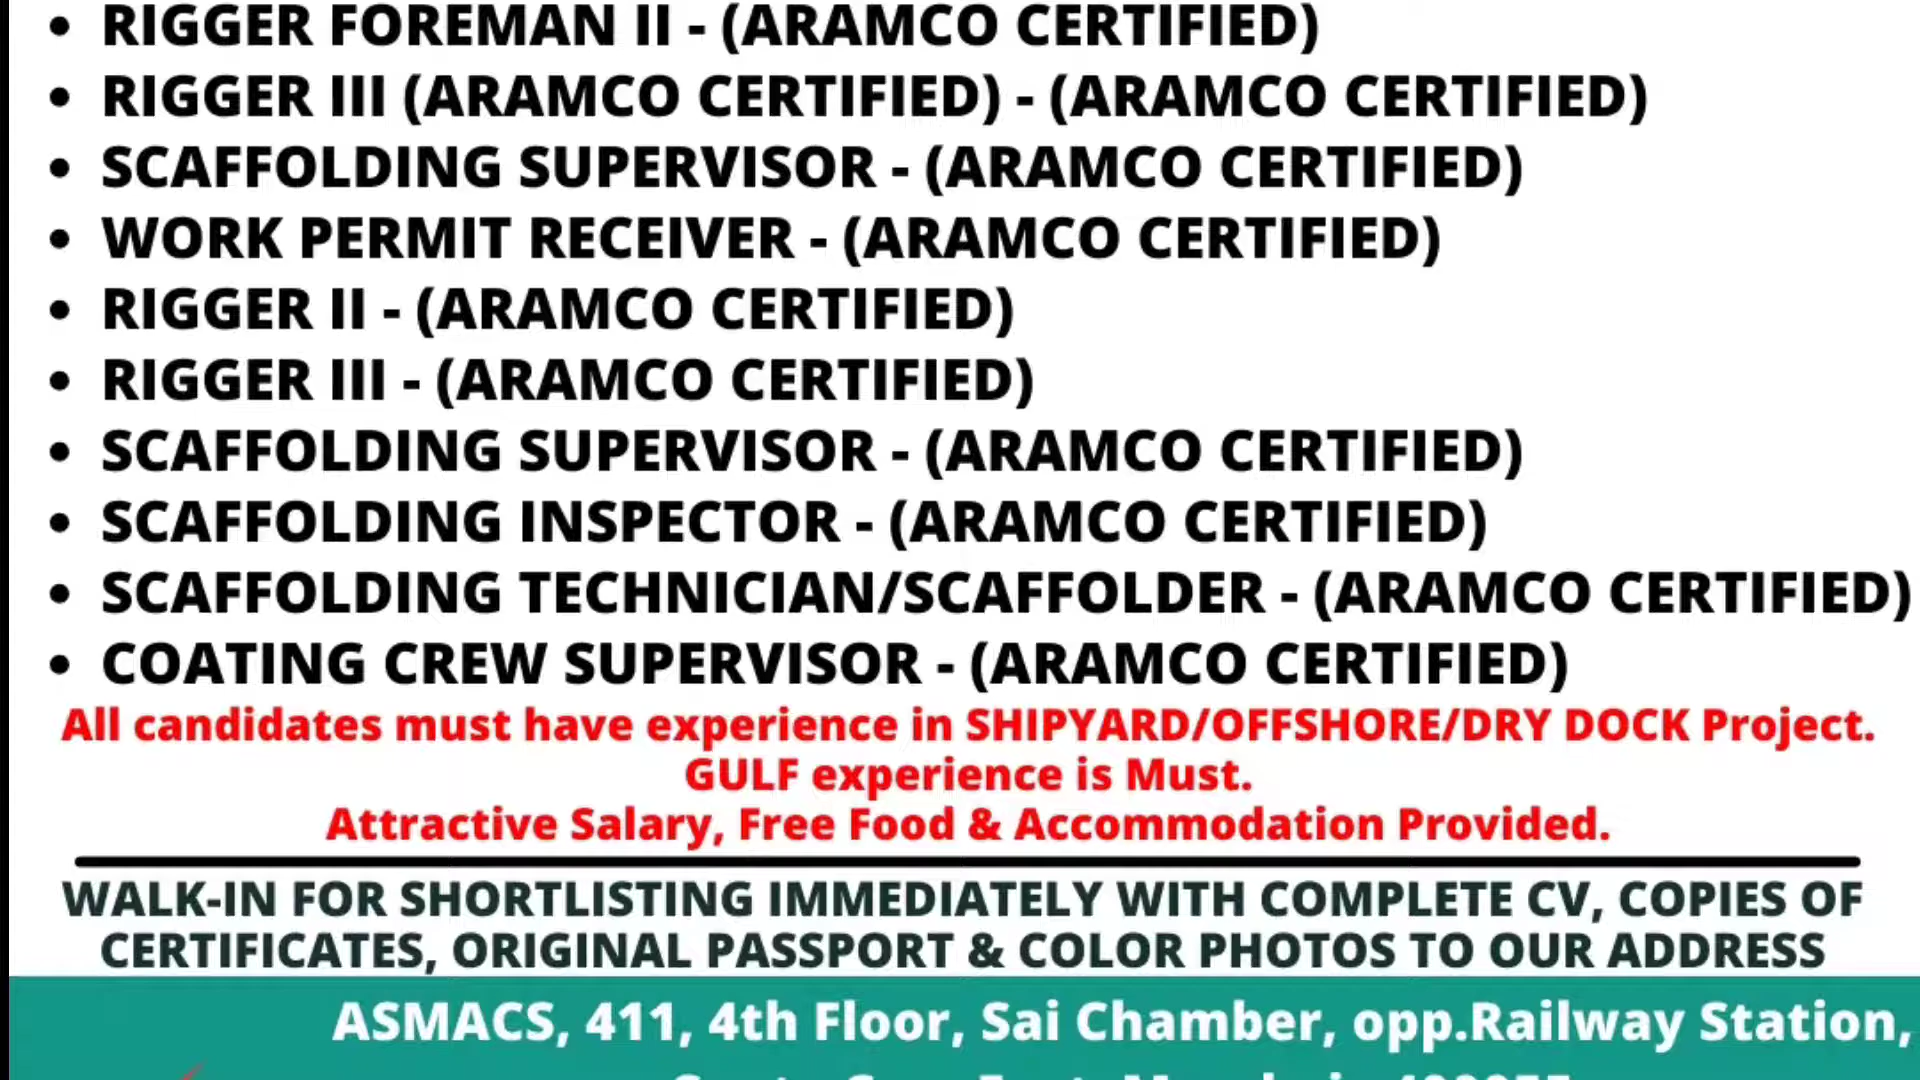 • RIGGER FOREMAN II - (ARAMCO CERTIFIED)
• RIGGER III (ARAMCO CERTIFIED) - (ARAMCO CERTIFIED)
• SCAFFOLDING SUPERVISOR - (ARAMCO CERTIFIED)
• WORK PERMIT RECEIVER - (ARAMCO CERTIFIED)
• RIGGER II - (ARAMCO CERTIFIED)
• RIGGER III - (ARAMCO CERTIFIED)
• SCAFFOLDING SUPERVISOR - (ARAMCO CERTIFIED)
• SCAFFOLDING INSPECTOR - (ARAMCO CERTIFIED)
• SCAFFOLDING TECHNICIAN/SCAFFOLDER - (ARAMCO CERTIFIED)
• COATING CREW SUPERVISOR - (ARAMCO CERTIFIED)
All candidates must have experience in SHIPYARD/OFFSHORE/DRY DOCK Project.
GULF experience is Must.
Attractive Salary, Free Food & Accommodation Provided.
WALK-IN FOR SHORTLISTING IMMEDIATELY WITH COMPLETE CV, COPIES OF
CERTIFICATES, ORIGINAL PASSPORT & COLOR PHOTOS TO OUR ADDRESS
ASMACS, 411, 4th Floor, Sai Chamber, opp.Railway Station,